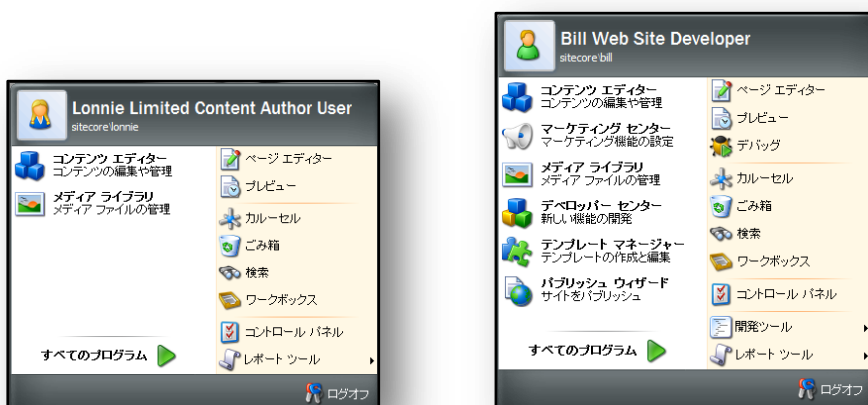 Lonnie Limited Content Author User
sitecore\lonnie
コンテンツ エディター
コンテンツの編集や管理
メディア ライブラリ
メディア ファイルの管理
すべてのプログラム
ページ エディター
プレビュー
カルーセル
ごみ箱
検索
ワークボックス
コントロール パネル
レポート ツール
ログオフ
Bill Web Site Developer
sitecore\bill
コンテンツ エディター
コンテンツの編集や管理
マーケティング センター
マーケティング機能の設定
メディア ライブラリ
メディア ファイルの管理
デベロッパー センター
新しい機能の開発
テンプレート マネージャー
テンプレートの作成と編集
パブリッシュ ウィザード
サイトをパブリッシュ
すべてのプログラム
ページ エディター
プレビュー
デバッグ
カルーセル
ごみ箱
検索
ワークボックス
コントロール パネル
開発ツール
レポート ツール
ログオフ